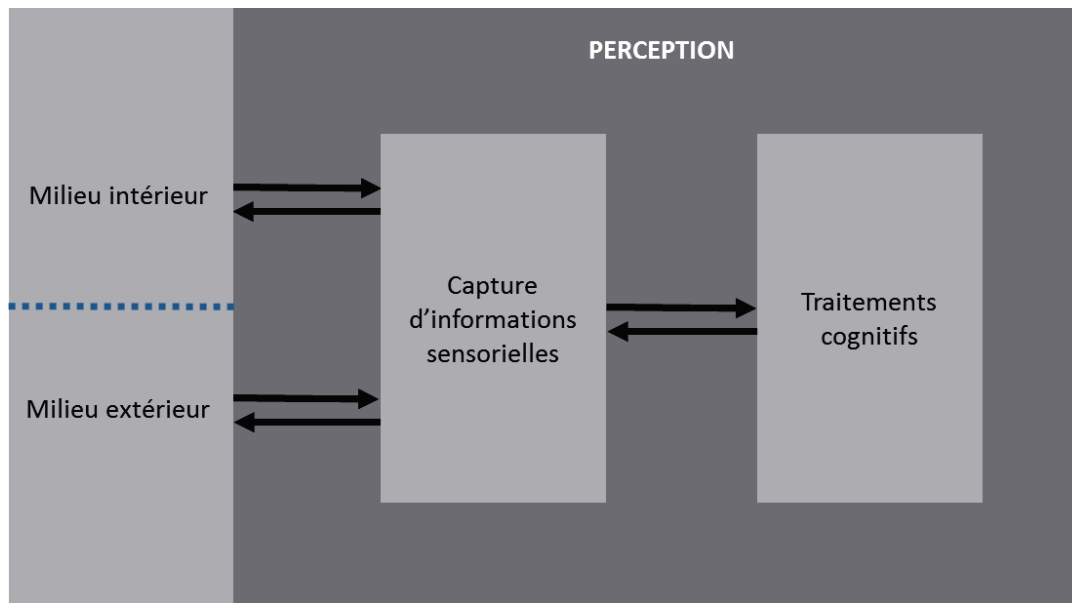 PERCEPTION
Milieu intérieur
Milieu extérieur
Capture
d’informations
sensorielles
Traitements
cognitifs